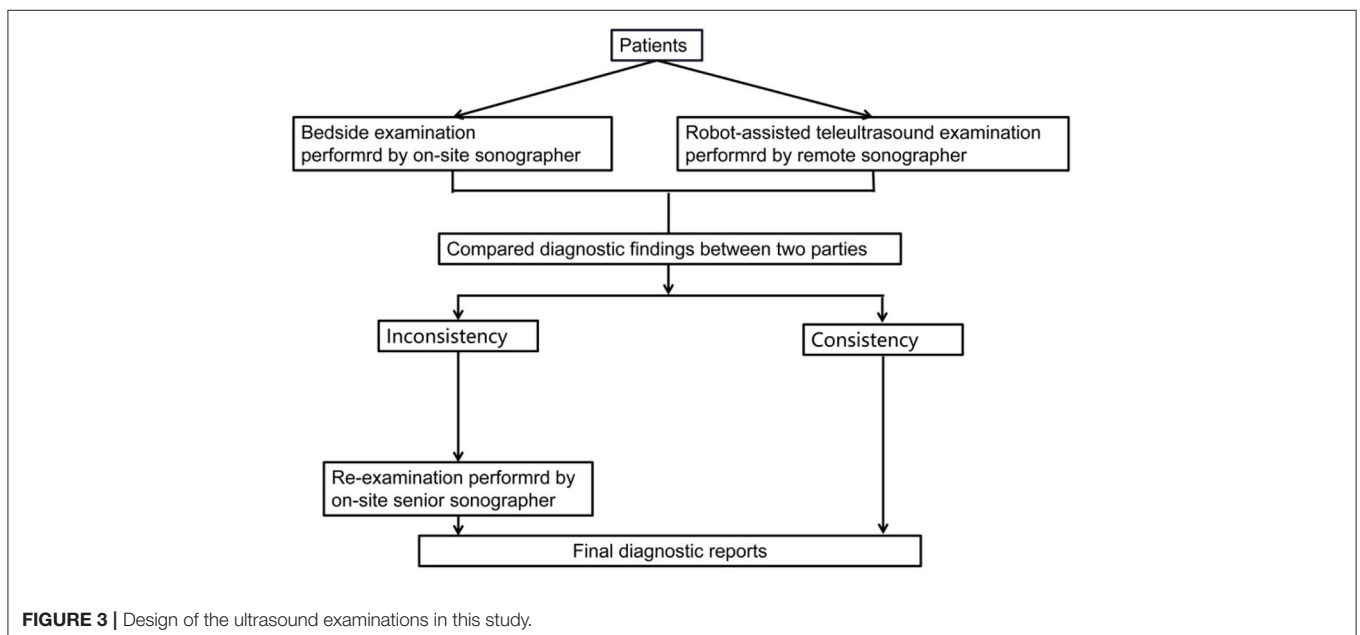 Patients
Bedside examination
performrd by on-site sonographer
Robot-assisted teleultrasound examination
performrd by remote sonographer
Compared diagnostic findings between two parties
Inconsistency
Consistency
Re-examination performrd by
on-site senior sonographer
Final diagnostic reports
FIGURE 3 | Design of the ultrasound examinations in this study.